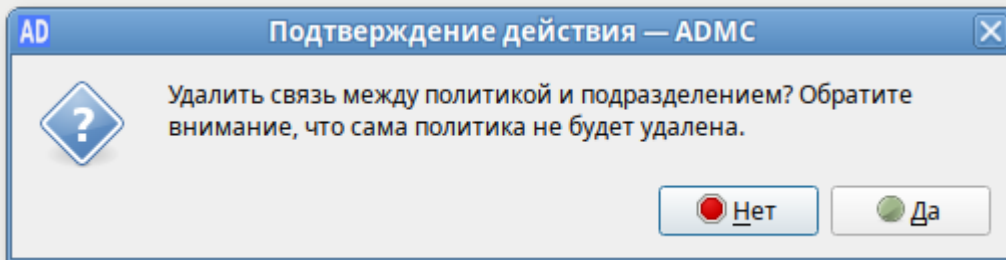 AD
Подтверждение действия — ADMC
Удалить связь между политикой и подразделением? Обратите
внимание, что сама политика не будет удалена.
Нет
Да